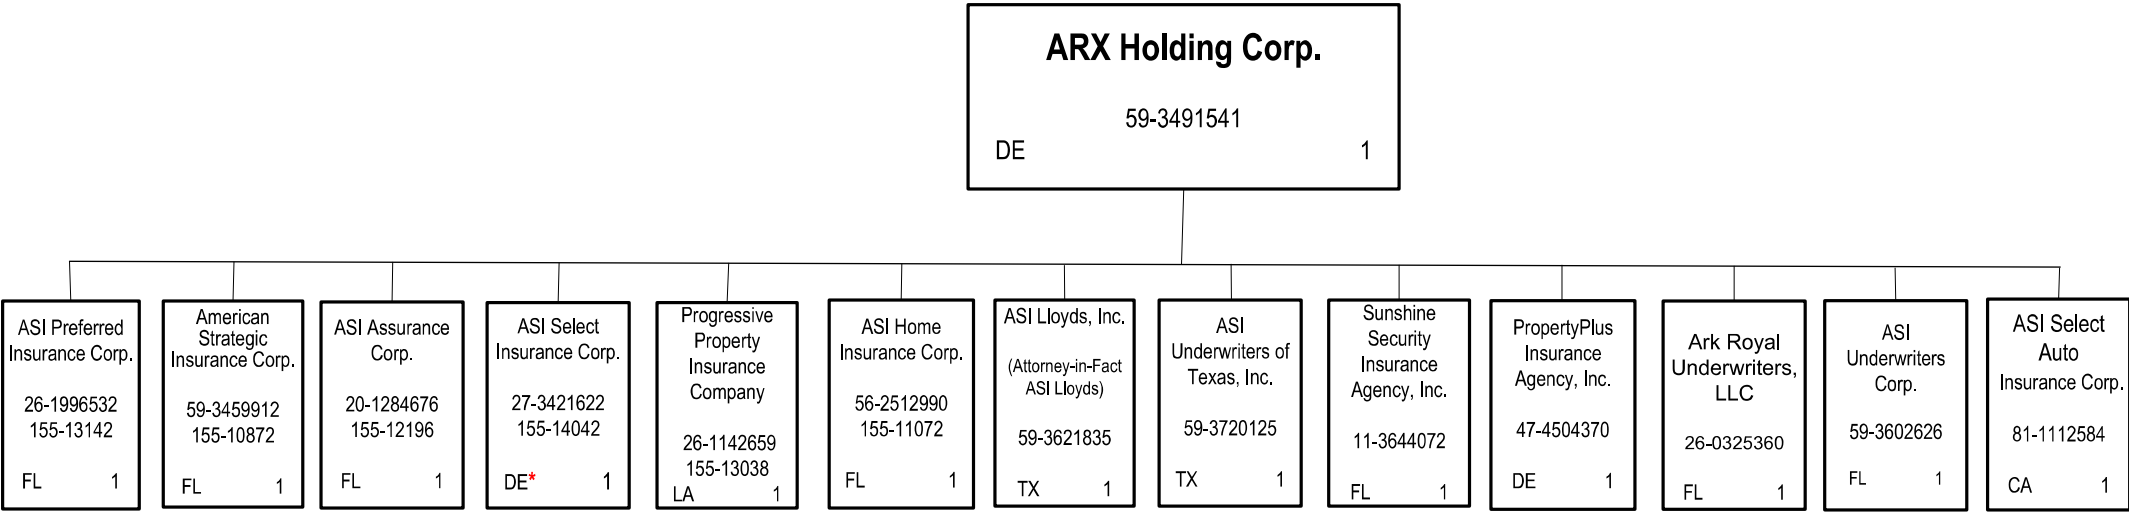 ARX Holding Corp.
59-3491541
DE 1
ASI Preferred
Insurance Corp.
26-1996532
155-13142
FL 1
American
Strategic
Insurance Corp.
59-3459912
155-10872
FL 1
ASI Assurance
Corp.
20-1284676
155-12196
FL 1
ASI Select
Insurance Corp.
27-3421622
155-14042
DE* 1
Progressive
Property
Insurance
Company
26-1142659
155-13038
LA 1
ASI Home
Insurance Corp.
56-2512990
155-11072
FL 1
ASI Lloyds, Inc.
(Attorney-in-Fact
ASI Lloyds)
59-3621835
TX 1
ASI
Underwriters of
Texas, Inc.
59-3720125
TX 1
Sunshine
Security
Insurance
Agency, Inc.
11-3644072
FL 1
PropertyPlus
Insurance
Agency, Inc.
47-4504370
DE 1
Ark Royal
Underwriters,
LLC
26-0325360
FL 1
ASI
Underwriters
Corp.
59-3602626
FL 1
ASI Select
Auto
Insurance Corp.
81-1112584
CA 1